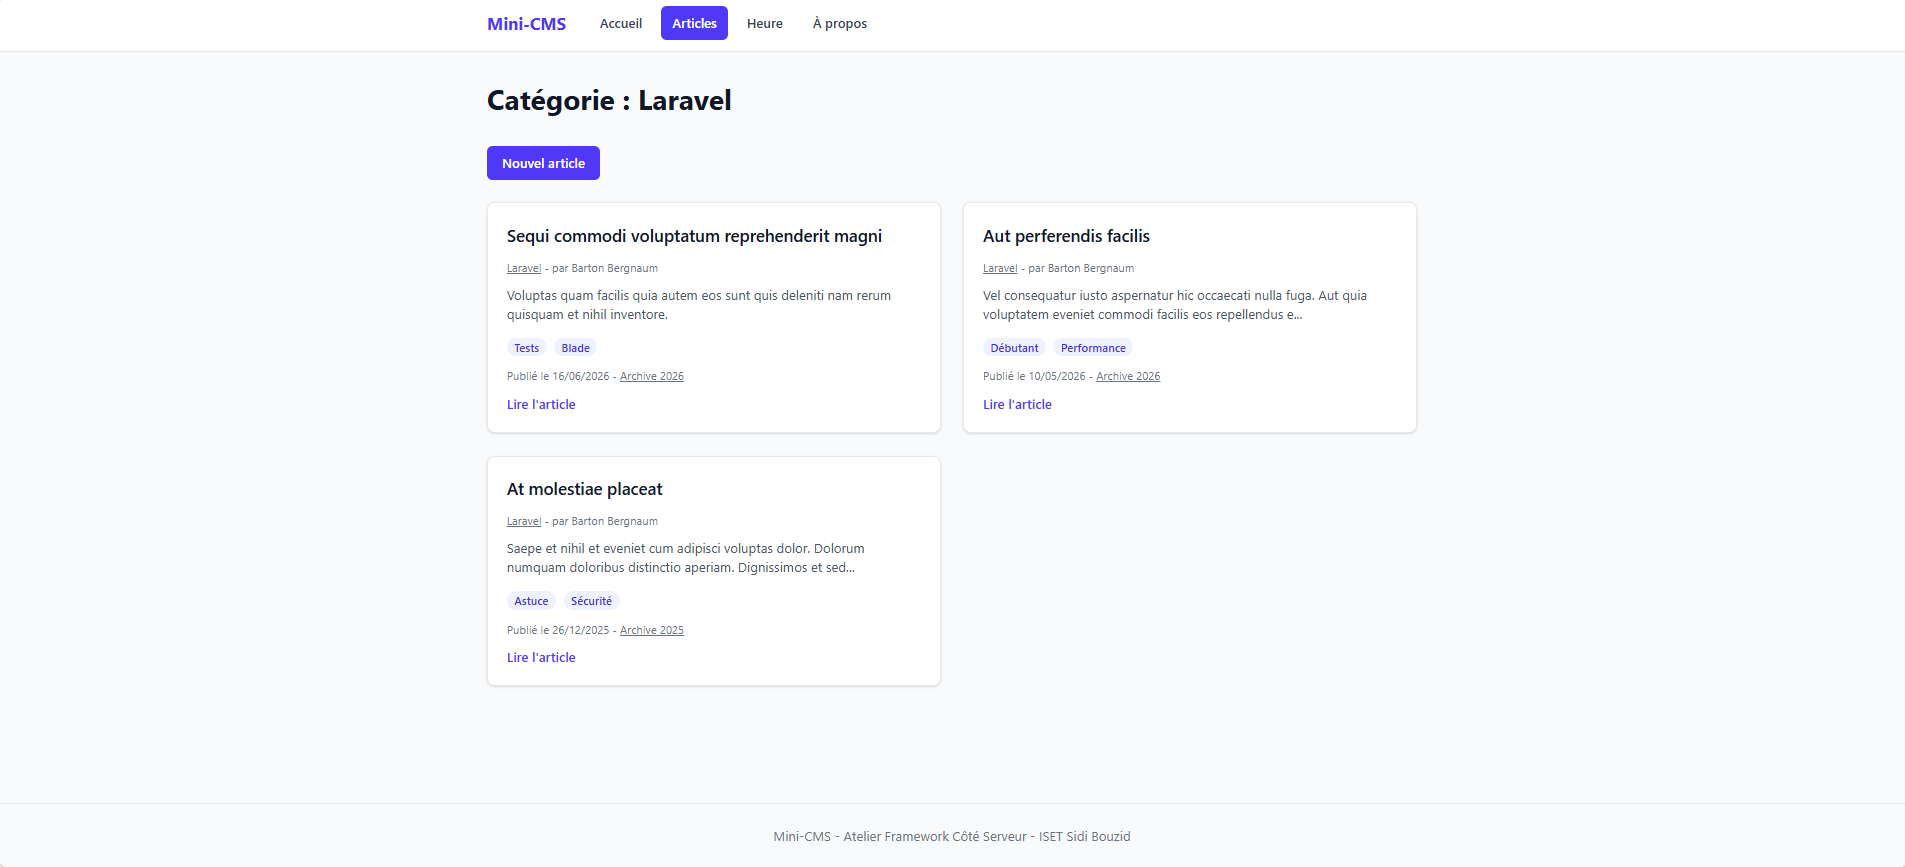 Mini-CMS Accueil Articles Heure À propos
Catégorie : Laravel
Nouvel article
Sequi commodi voluptatum reprehenderit magni
Laravel - par Barton Bergnaum
Voluptas quam facilis quia autem eos sunt quis deleniti nam rerum
quisquam et nihil inventore.
Tests Blade
Publié le 16/06/2026 - Archive 2026
Lire l'article
Aut perferendis facilis
Laravel - par Barton Bergnaum
Vel consequatur iusto aspernatur hic occaecati nulla fuga. Aut quia
voluptatem eveniet commodi facilis eos repellendus e...
Débutant Performance
Publié le 10/05/2026 - Archive 2026
Lire l'article
At molestiae placeat
Laravel - par Barton Bergnaum
Saepe et nihil et eveniet cum adipisci voluptas dolor. Dolorum
numquam doloribus distinctio aperiam. Dignissimos et sed...
Astuce Sécurité
Publié le 26/12/2025 - Archive 2025
Lire l'article
Mini-CMS - Atelier Framework Côté Serveur - ISET Sidi Bouzid